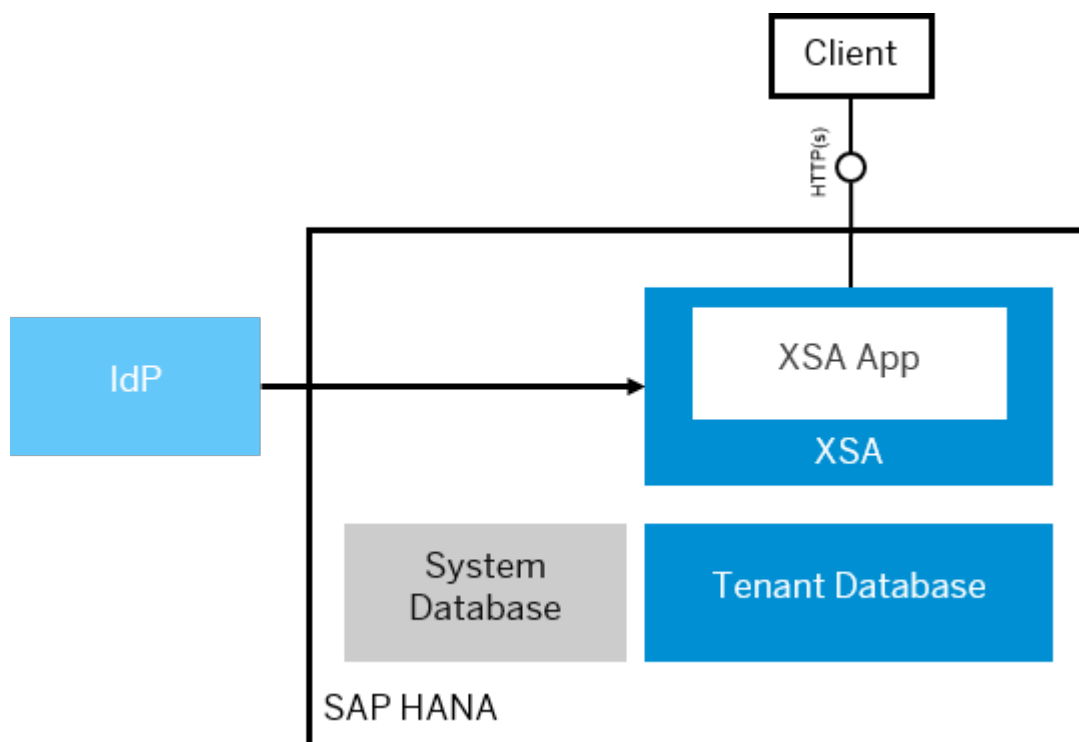 Client
HTTP(s)
IdP
XSA App
XSA
System
Database
Tenant Database
SAP HANA